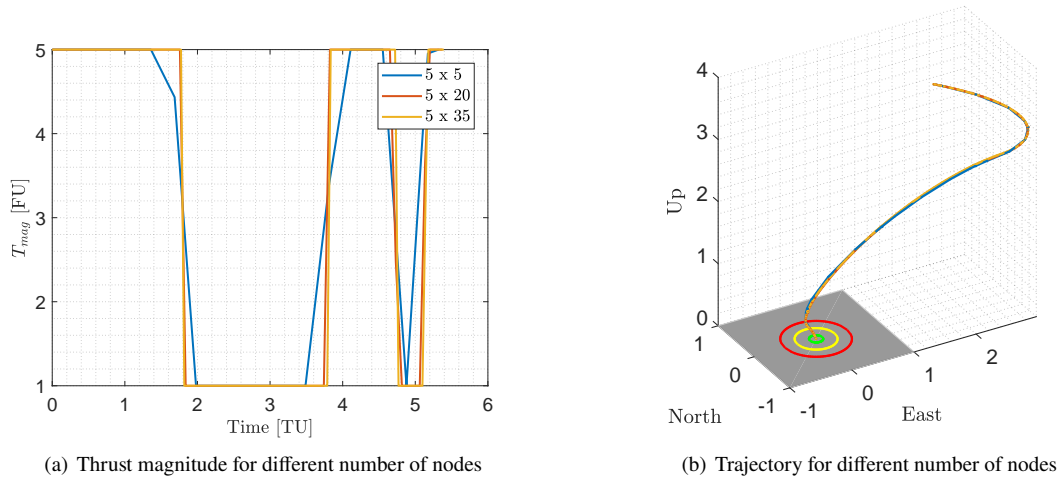 5
4
3
2
1
0
1
2
3
4
5
6
T_mag [FU]
Time [TU]
5 x 5
5 x 20
5 x 35
(a) Thrust magnitude for different number of nodes
4
3
2
1
0
Up
1
0
-1
North
-1
0
1
2
East
(b) Trajectory for different number of nodes